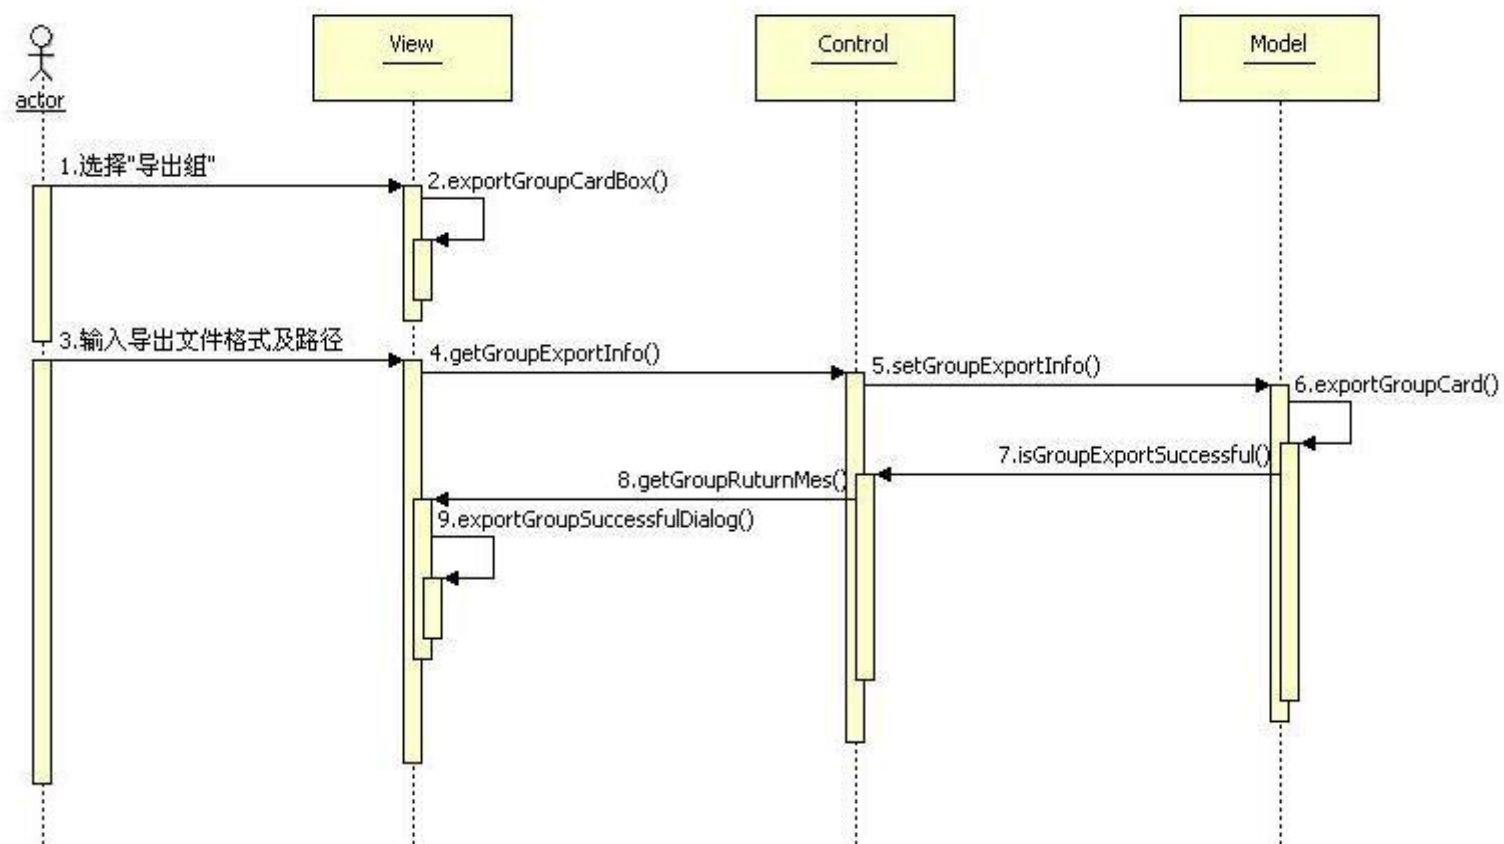 View
Control
Model
actor
1.选择"导出组"
2.exportGroupCardBox()
3.输入导出文件格式及路径
4.getGroupExportInfo()
5.setGroupExportInfo()
6.exportGroupCard()
7.isGroupExportSuccessful()
8.getGroupRuturnMes()
9.exportGroupSuccessfulDialog()